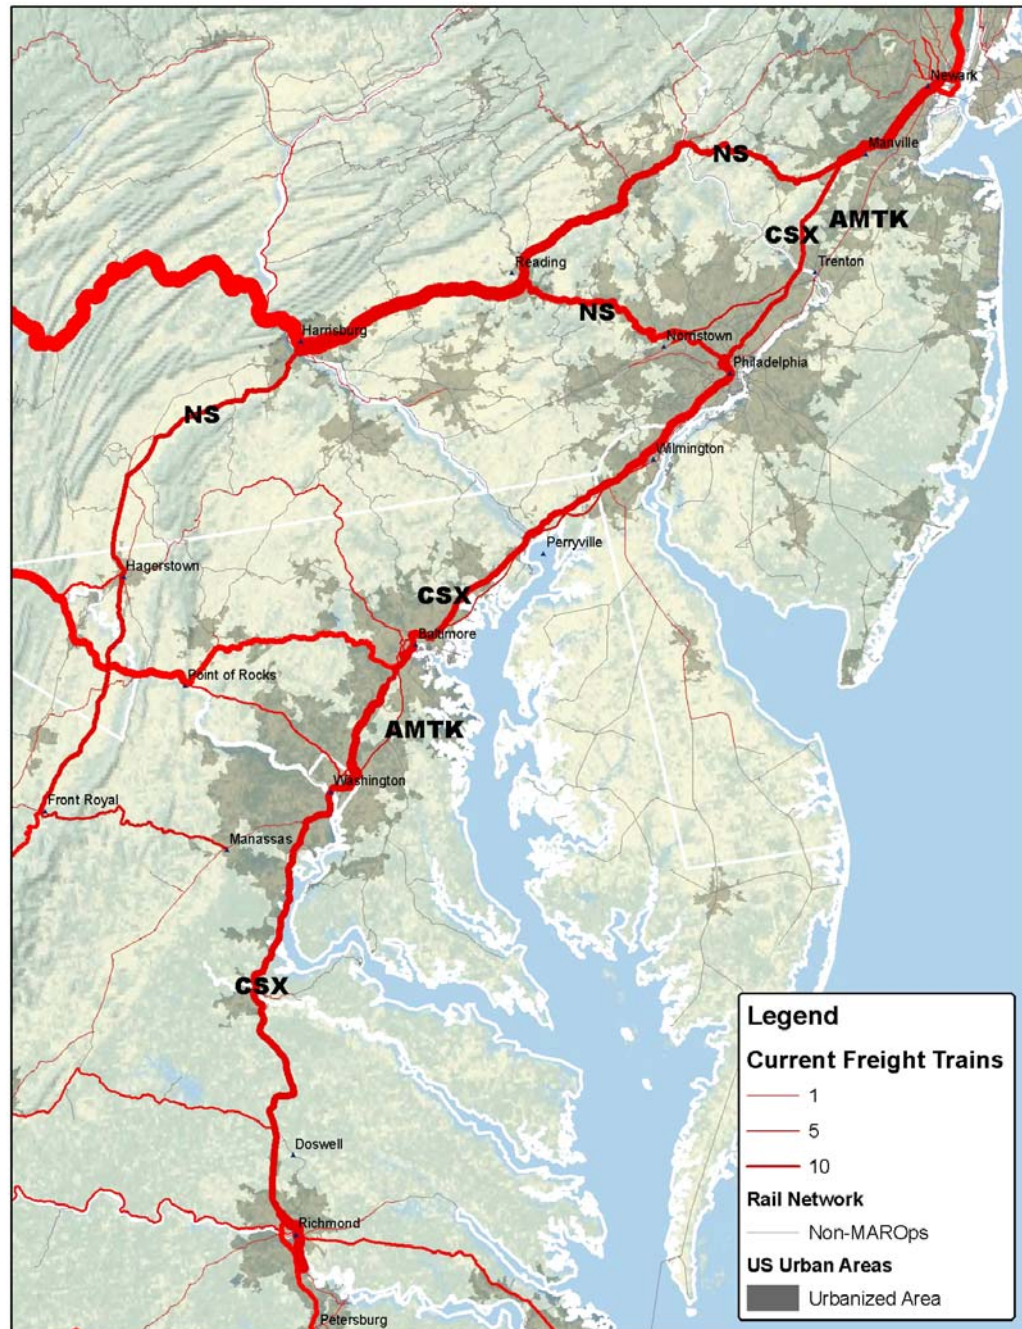 Newark
Manville
NS
AMTK
CSX
Reading
Trenton
NS
Harrisburg
Norristown
Philadelphia
NS
Wilmington
Perryville
Hagerstown
CSX
Baltimore
Point of Rocks
AMTK
Washington
Front Royal
Manassas
CSX
Doswell
Richmond
Petersburg
Legend
Current Freight Trains
1
5
10
Rail Network
Non-MAROps
US Urban Areas
Urbanized Area